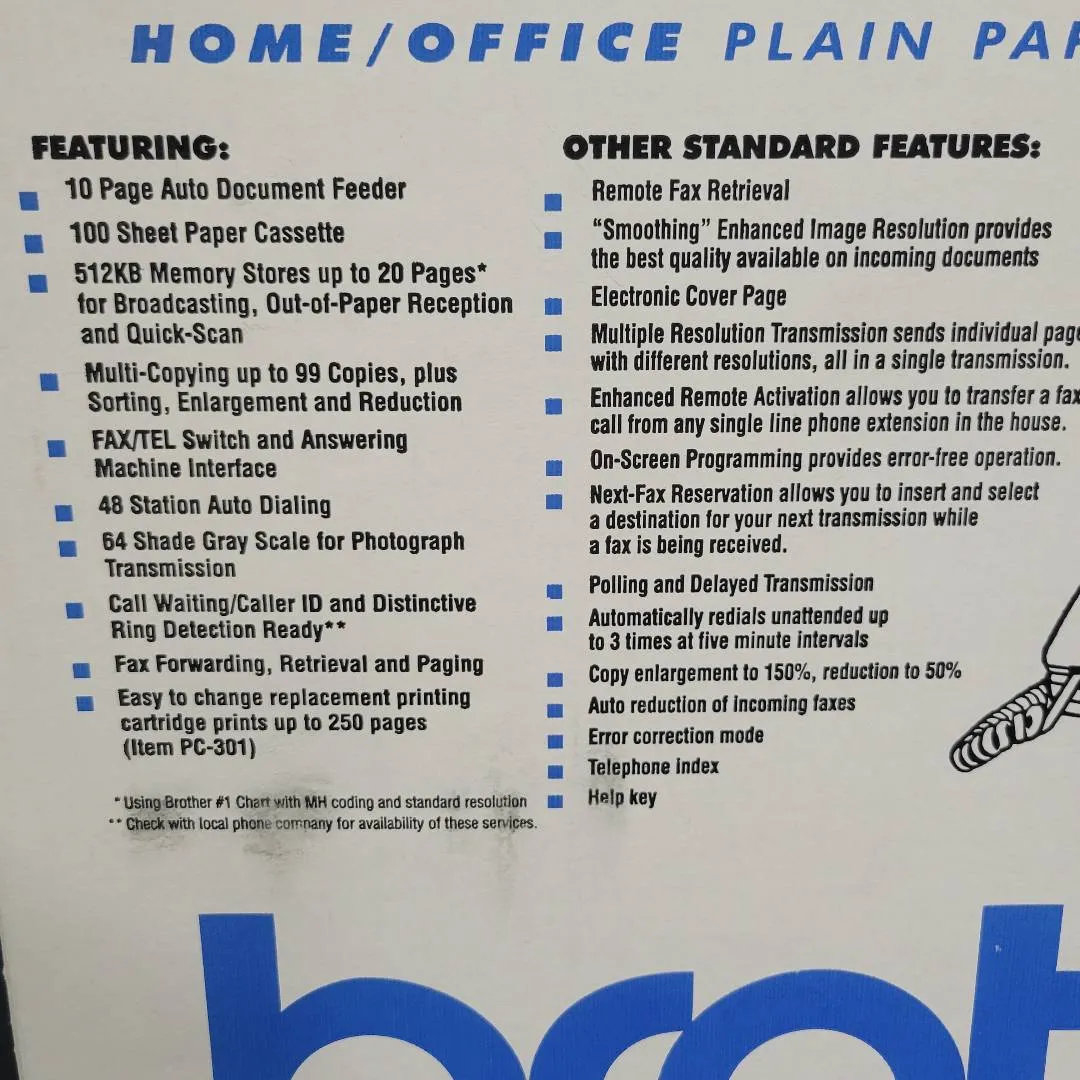 HOME/OFFICE PLAIN PAP
FEATURING:
10 Page Auto Document Feeder
100 Sheet Paper Cassette
512KB Memory Stores up to 20 Pages*
for Broadcasting, Out-of-Paper Reception
and Quick-Scan
Multi-Copying up to 99 Copies, plus
Sorting, Enlargement and Reduction
FAX/TEL Switch and Answering
Machine Interface
48 Station Auto Dialing
64 Shade Gray Scale for Photograph
Transmission
Call Waiting/Caller ID and Distinctive
Ring Detection Ready**
Fax Forwarding, Retrieval and Paging
Easy to change replacement printing
cartridge prints up to 250 pages
(Item PC-301)
* Using Brother #1 Chart with MH coding and standard resolution
** Check with local phone company for availability of these services.
OTHER STANDARD FEATURES:
Remote Fax Retrieval
“Smoothing” Enhanced Image Resolution provides
the best quality available on incoming documents
Electronic Cover Page
Multiple Resolution Transmission sends individual page
with different resolutions, all in a single transmission.
Enhanced Remote Activation allows you to transfer a fax
call from any single line phone extension in the house.
On-Screen Programming provides error-free operation.
Next-Fax Reservation allows you to insert and select
a destination for your next transmission while
a fax is being received.
Polling and Delayed Transmission
Automatically redials unattended up
to 3 times at five minute intervals
Copy enlargement to 150%, reduction to 50%
Auto reduction of incoming faxes
Error correction mode
Telephone index
Help key
brot